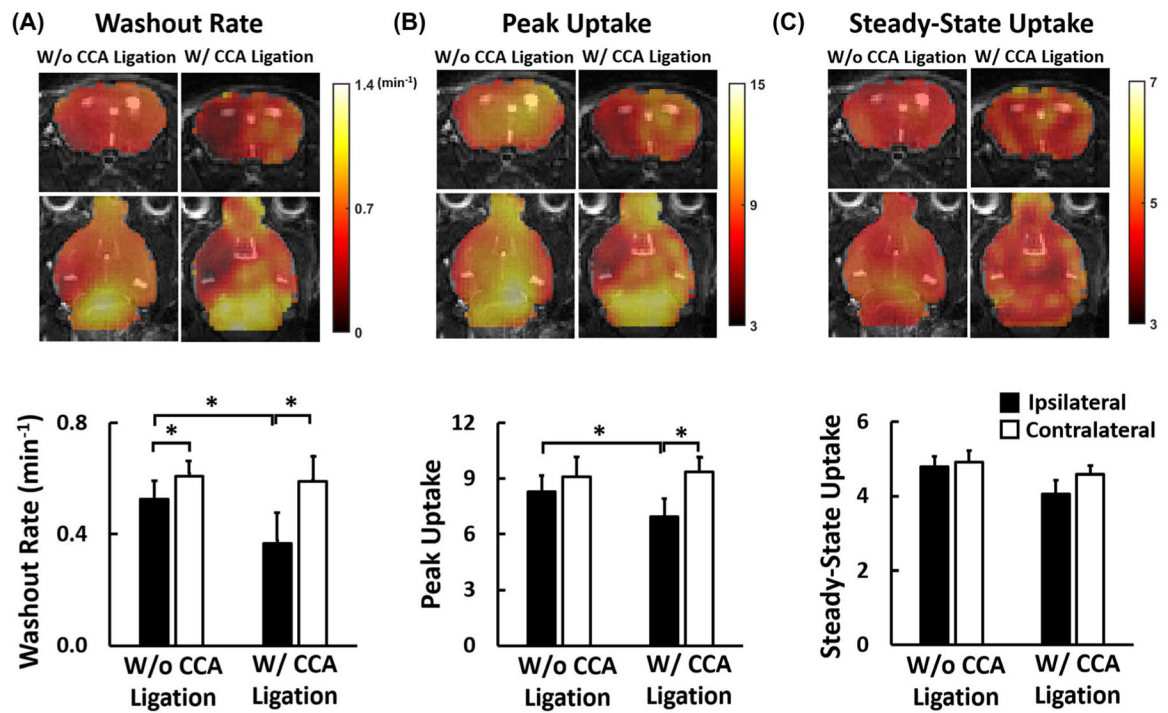 (A) Washout Rate
W/o CCA Ligation W/ CCA Ligation
1.4 (min-1)
0.7
0
(B) Peak Uptake
W/o CCA Ligation W/ CCA Ligation
15
9
3
(C) Steady-State Uptake
W/o CCA Ligation W/ CCA Ligation
7
5
3
Washout Rate (min-1)
0.8
0.4
0.0
*
*
*
W/o CCA Ligation
W/ CCA Ligation
Peak Uptake
12
9
6
3
0
*
*
W/o CCA Ligation
W/ CCA Ligation
Steady-State Uptake
6
4
2
0
Ipsilateral
Contralateral
W/o CCA Ligation
W/ CCA Ligation